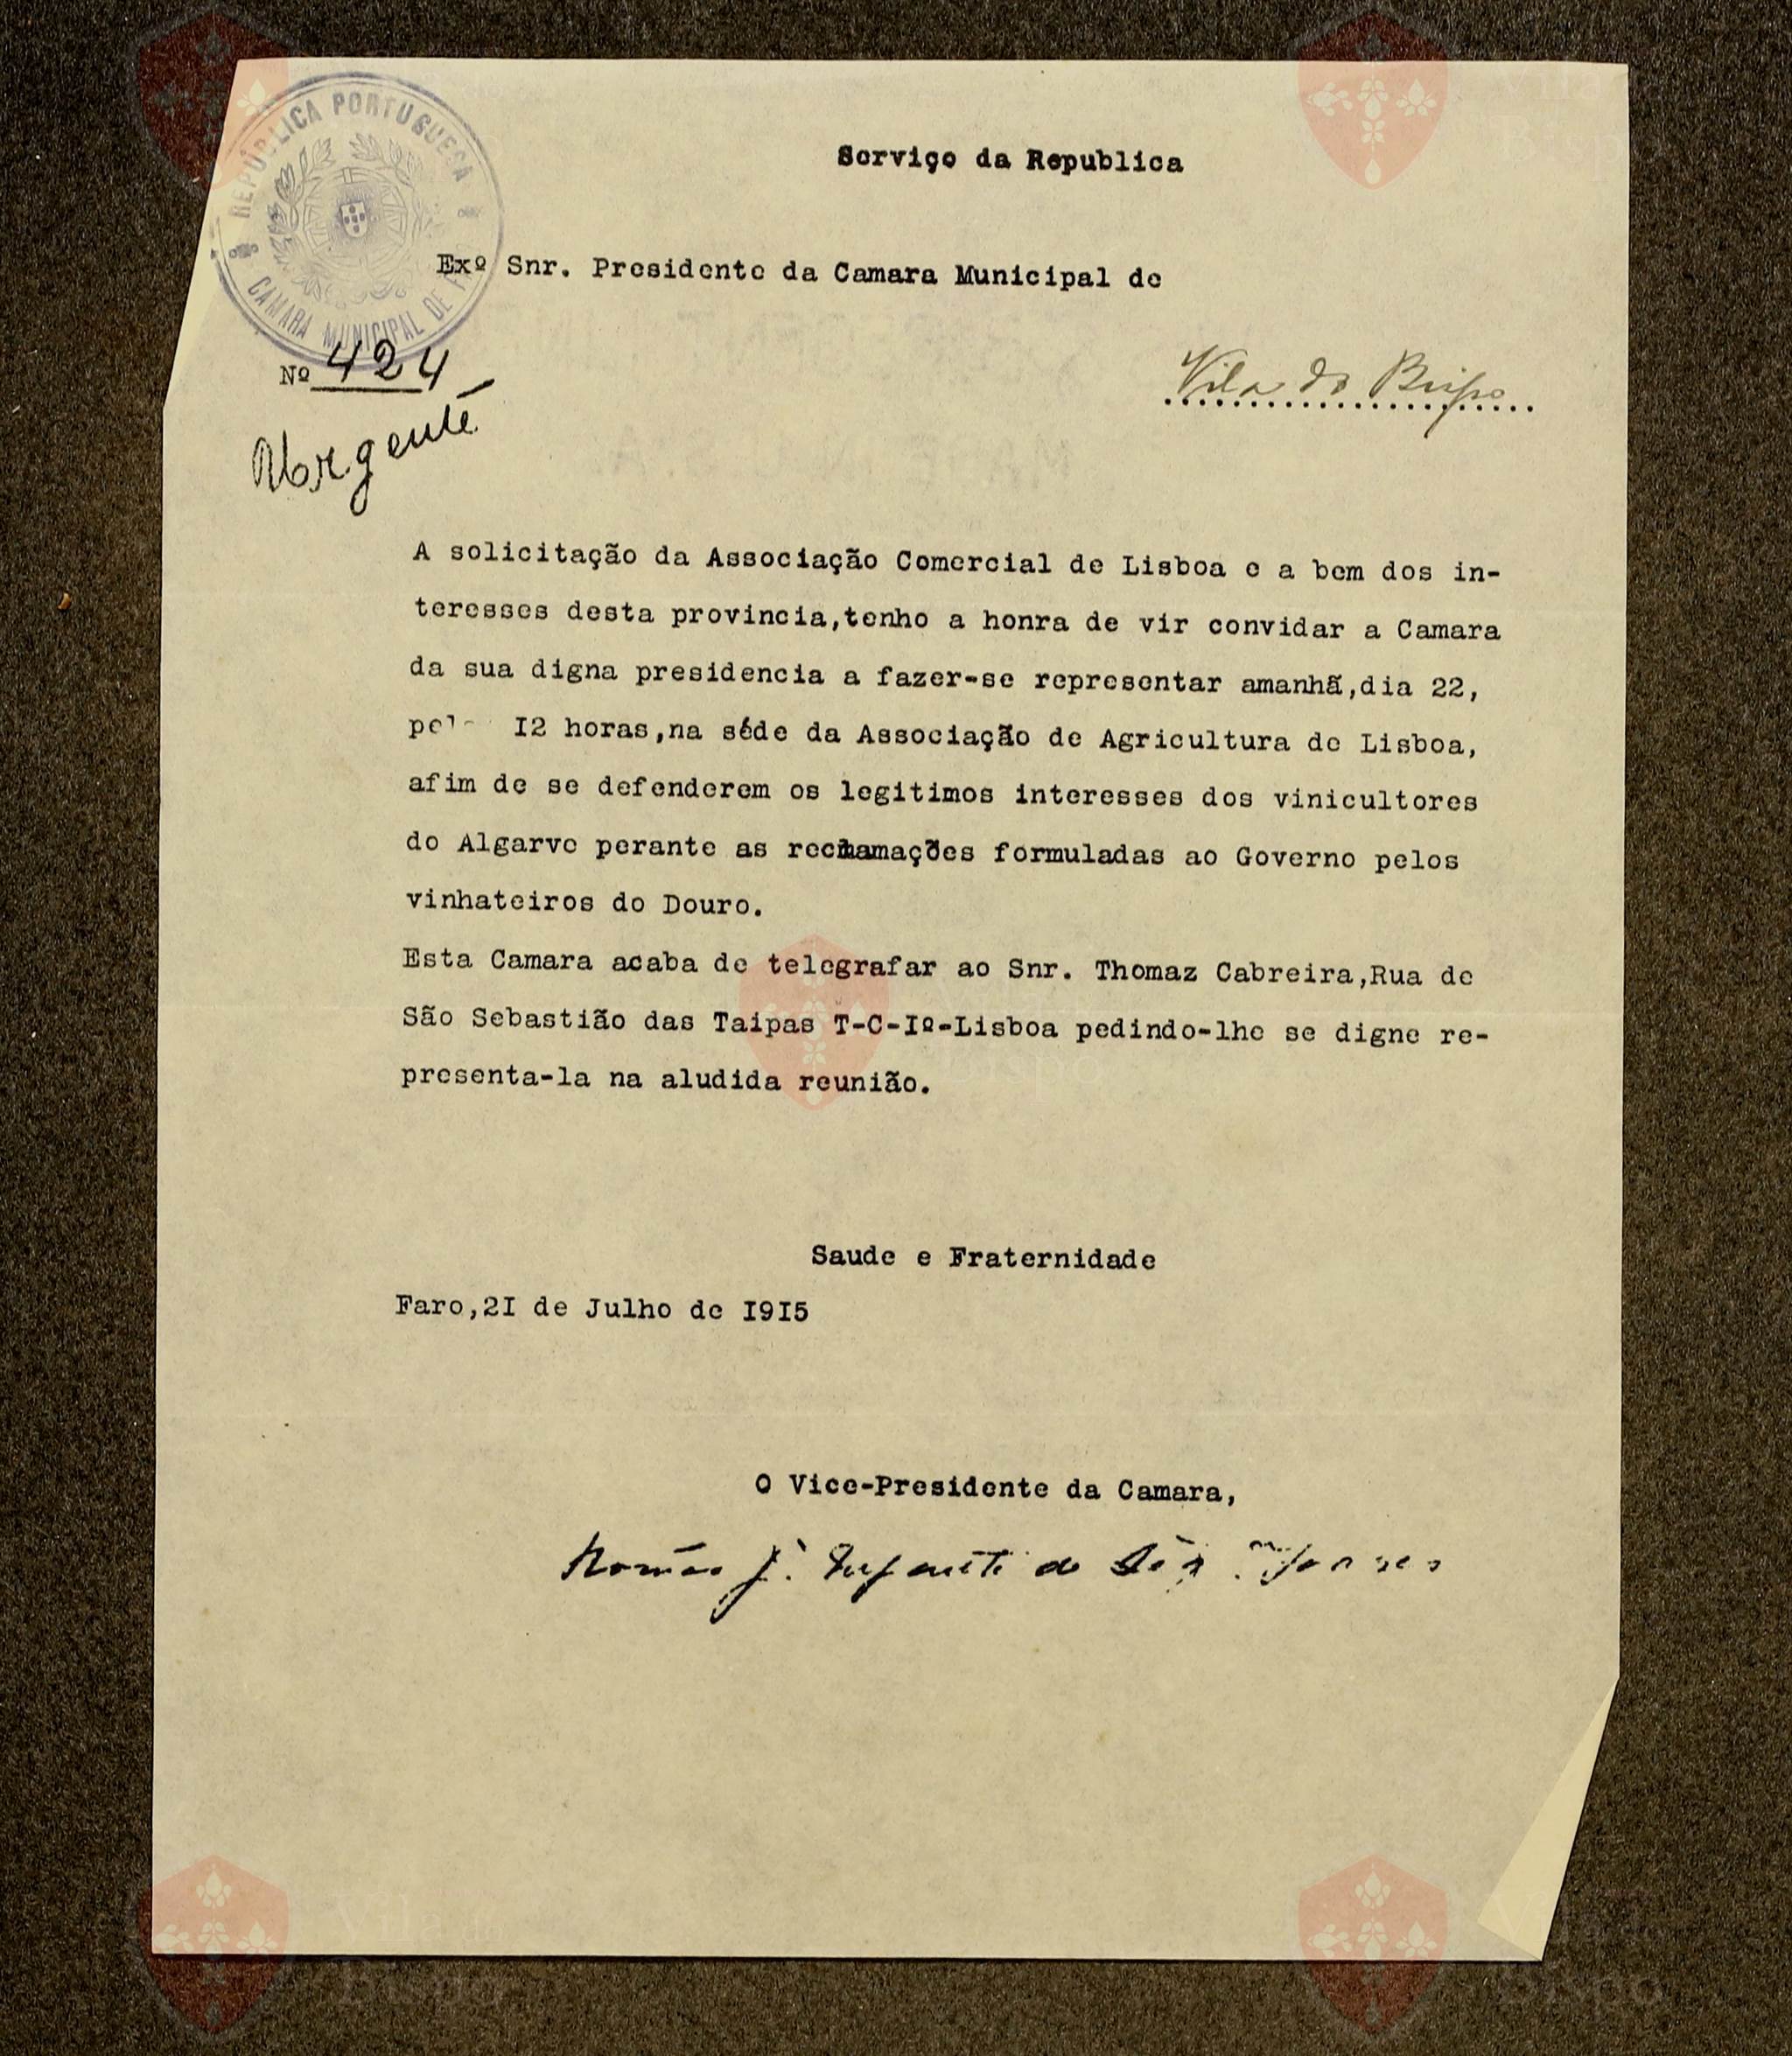 REPÚBLICA PORTUGUESA
CAMARA MUNICIPAL DE
Serviço da Republica
Exº Snr. Presidente da Camara Municipal de
Nº 424
Vila do Bispo
Urgente
A solicitação da Associação Comercial de Lisboa e a bem dos in-
teresses desta provincia,tenho a honra de vir convidar a Camara
da sua digna presidencia a fazer-se representar amanhã,dia 22,
I2 horas,na séde da Associação de Agricultura de Lisboa,
afim de se defenderem os legitimos interesses dos vinicultores
do Algarve perante as reclamações formuladas ao Governo pelos
vinhateiros do Douro.
Esta Camara acaba de telegrafar ao Snr. Thomaz Cabreira,Rua de
São Sebastião das Taipas T-C-Iº-Lisboa pedindo-lhe se digne re-
presenta-la na aludida reunião.
Saude e Fraternidade
Faro,2I de Julho de I9I5
O Vice-Presidente da Camara,
J. de
Vila
Bispo
Bispo